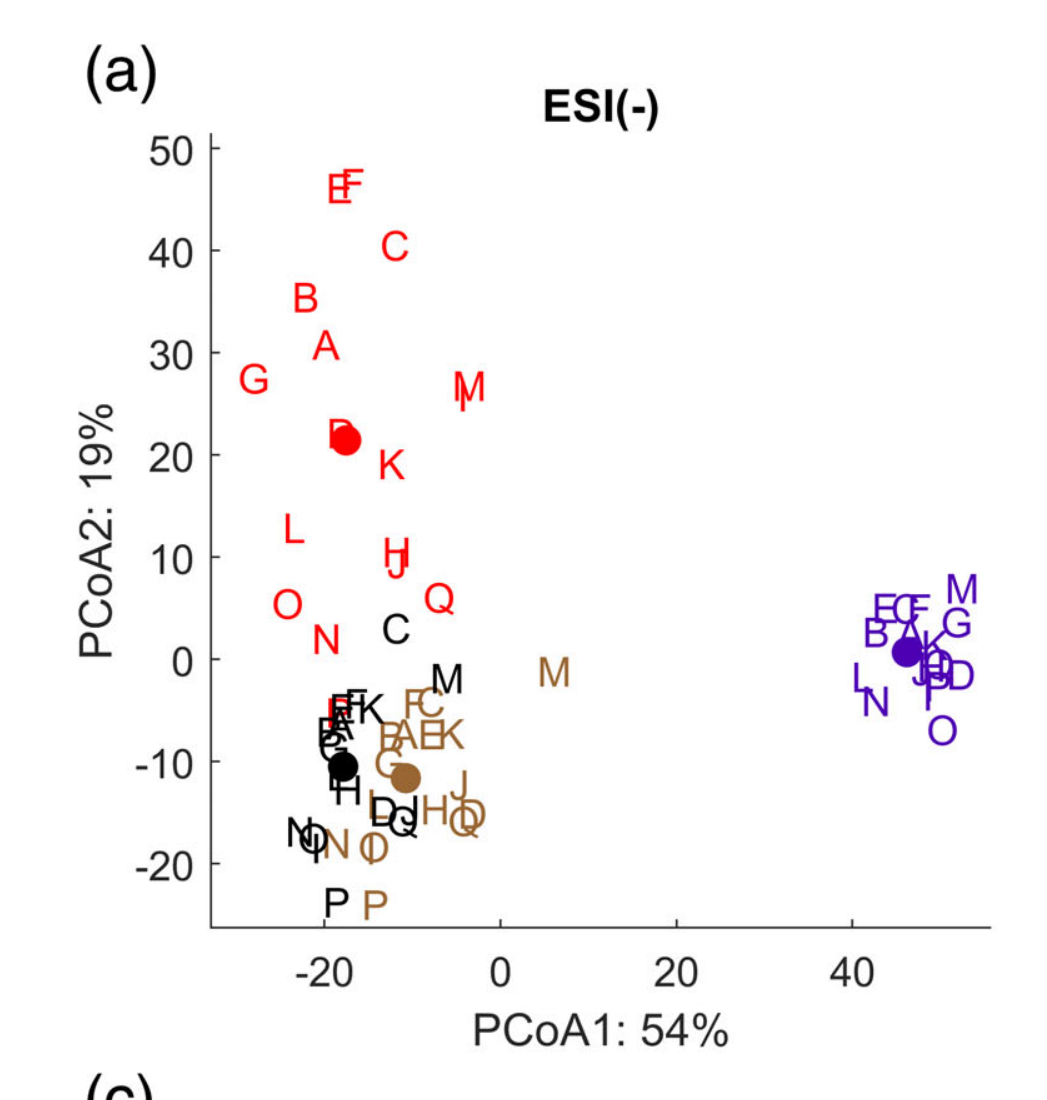 (a)
ESI(-)
50
40
30
20
10
0
-10
-20
PCoA2: 19%
E F
C
B
A
G
M
I
D
K
L
H
J
O
Q
N
C
M
M
M
E C F
G
B
A
K
L
J
D
N
I
O
F K
F C
A
A E K
G
H
L
D J
Q
J
H D
Q
N O
I
N O
I
P P
-20 0 20 40
PCoA1: 54%